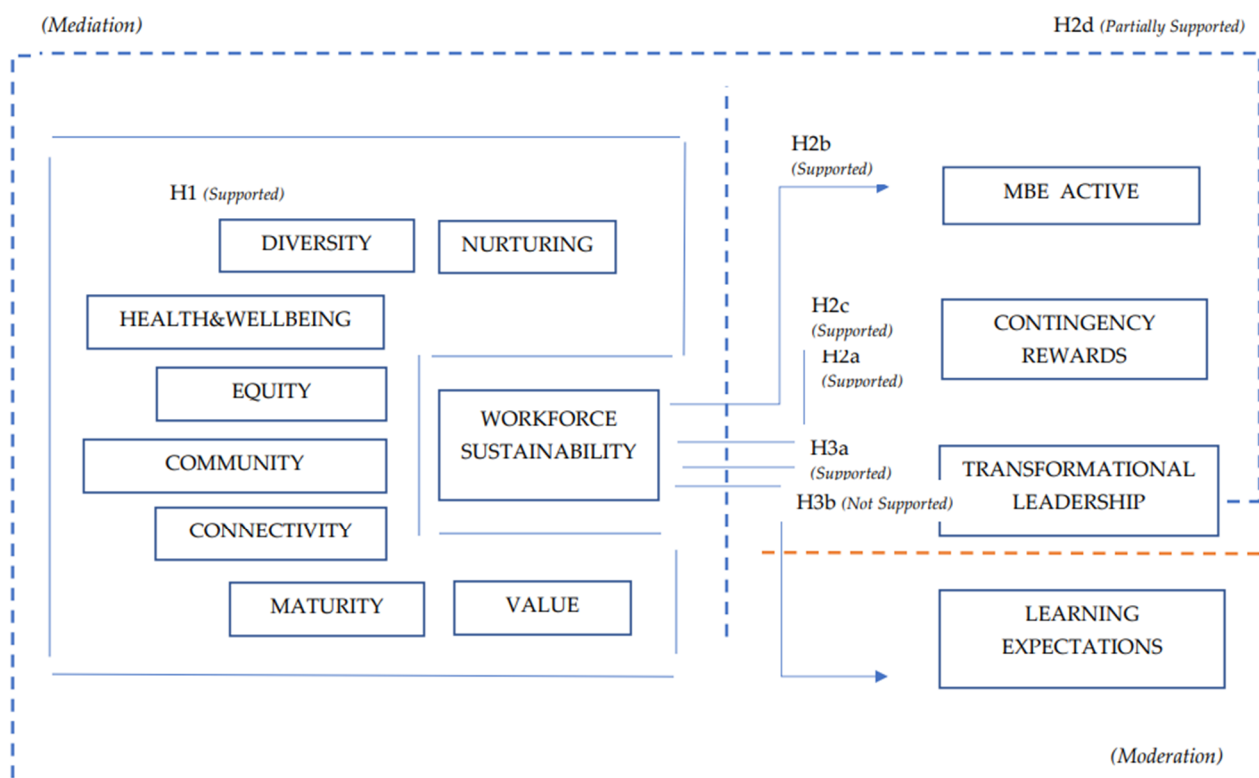 (Mediation)
H2d (Partially Supported)
H1 (Supported)
DIVERSITY
NURTURING
HEALTH&WELLBEING
EQUITY
COMMUNITY
CONNECTIVITY
MATURITY
VALUE
WORKFORCE
SUSTAINABILITY
H2b
(Supported)
H2c
(Supported)
H2a
(Supported)
H3a
(Supported)
H3b (Not Supported)
MBE ACTIVE
CONTINGENCY
REWARDS
TRANSFORMATIONAL
LEADERSHIP
LEARNING
EXPECTATIONS
(Moderation)